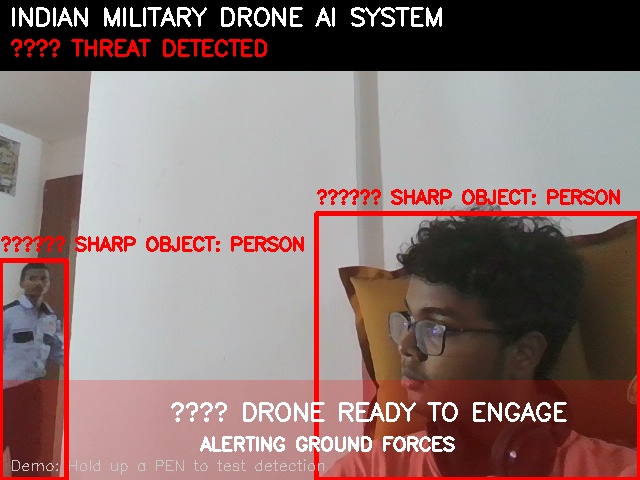 INDIAN MILITARY DRONE AI SYSTEM
???? THREAT DETECTED
?????? SHARP OBJECT: PERSON
?????? SHARP OBJECT: PERSON
???? DRONE READY TO ENGAGE
ALERTING GROUND FORCES
Demo: Hold up a PEN to test detection